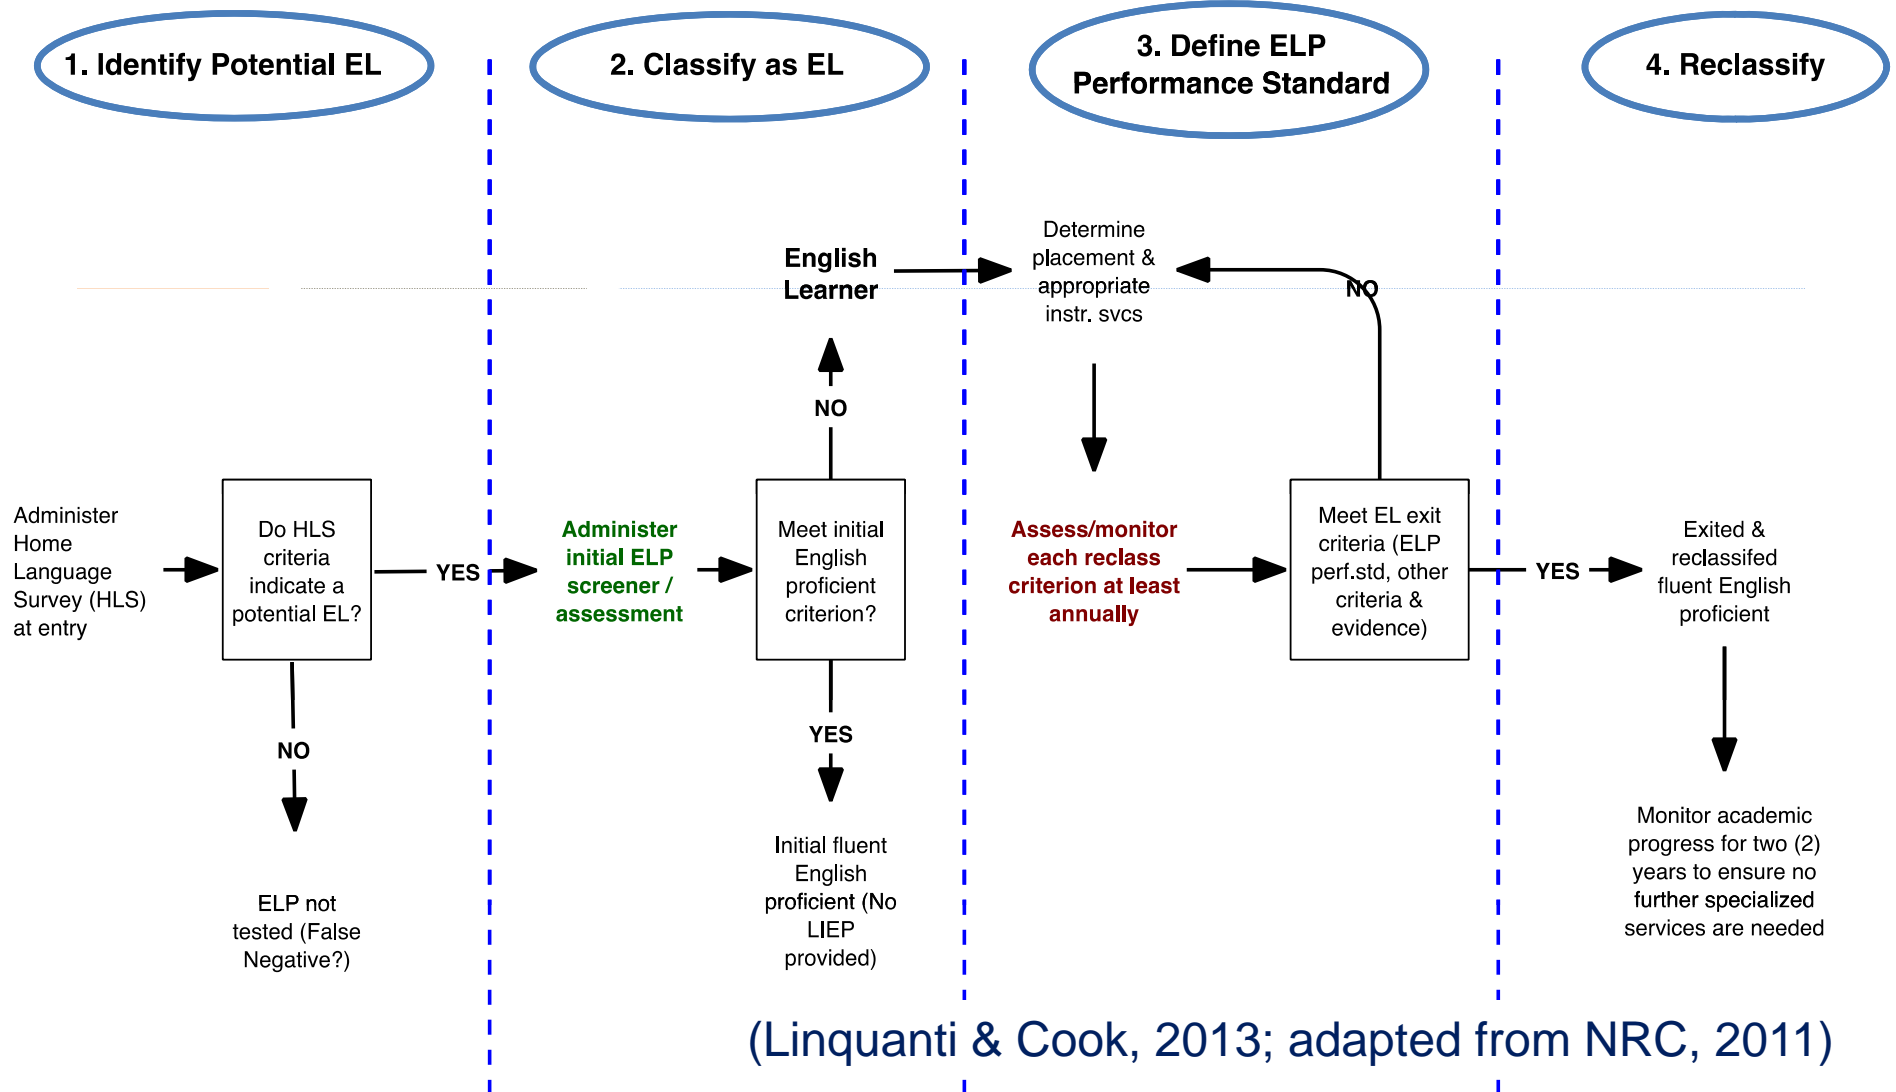 1. Identify Potential EL
2. Classify as EL
3. Define ELP
Performance Standard
4. Reclassify
Administer
Home
Language
Survey (HLS)
at entry
Do HLS
criteria
indicate a
potential EL?
YES
NO
ELP not
tested (False
Negative?)
Administer
initial ELP
screener /
assessment
Meet initial
English
proficient
criterion?
NO
English
Learner
YES
Initial fluent
English
proficient (No
LIEP
provided)
Determine
placement &
appropriate
instr. svcs
Assess/monitor
each reclass
criterion at least
annually
Meet EL exit
criteria (ELP
perf.std, other
criteria &
evidence)
NO
YES
Exited &
reclassifed
fluent English
proficient
Monitor academic
progress for two (2)
years to ensure no
further specialized
services are needed
(Linquanti & Cook, 2013; adapted from NRC, 2011)